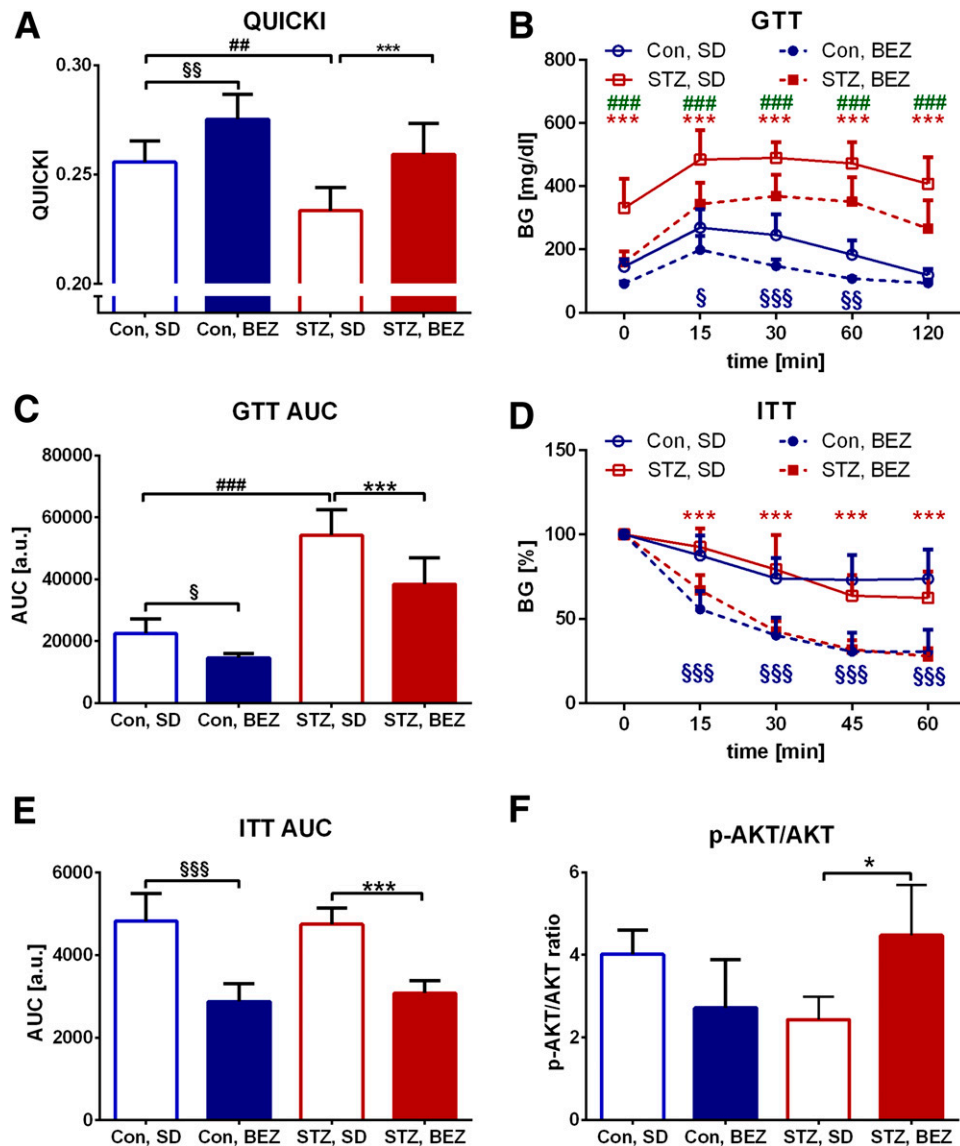 A
QUICKI
##
***
§§
0.30
0.25
0.20
QUICKI
Con, SD
Con, BEZ
STZ, SD
STZ, BEZ
B
GTT
Con, SD
Con, BEZ
STZ, SD
STZ, BEZ
800
600
400
200
0
BG [mg/dl]
### ### ### ### ###
*** *** *** *** ***
§ §§§ §§
0 15 30 60 120
time [min]
C
GTT AUC
80000
60000
40000
20000
0
AUC [a.u.]
###
***
§
Con, SD
Con, BEZ
STZ, SD
STZ, BEZ
D
ITT
Con, SD
Con, BEZ
STZ, SD
STZ, BEZ
150
100
50
0
BG [%]
*** *** *** ***
§§§ §§§ §§§ §§§
0 15 30 45 60
time [min]
E
ITT AUC
6000
4000
2000
0
AUC [a.u.]
§§§
***
Con, SD
Con, BEZ
STZ, SD
STZ, BEZ
F
p-AKT/AKT
6
4
2
0
p-AKT/AKT ratio
*
Con, SD
Con, BEZ
STZ, SD
STZ, BEZ